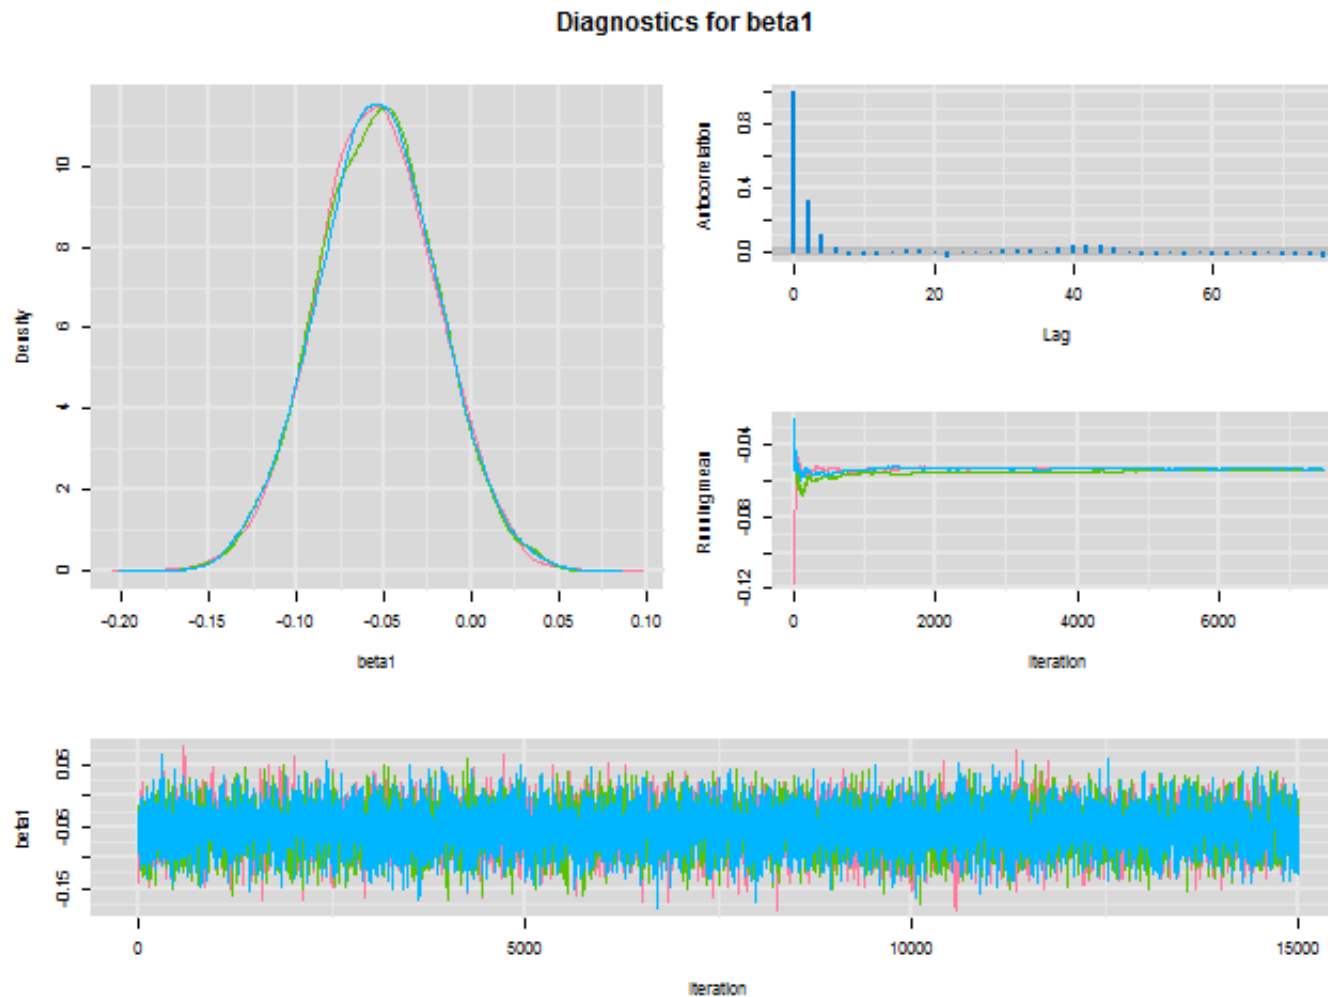 Diagnostics for beta1
Density
0 2 4 6 8 10
-0.20 -0.15 -0.10 -0.05 0.00 0.05 0.10
beta1
Autocorrelation
0.0 0.4 0.8
0 20 40 60
Lag
Running mean
-0.12 -0.08 -0.04
0 2000 4000 6000
Iteration
beta1
-0.15 -0.05 0.05
0 5000 10000 15000
Iteration